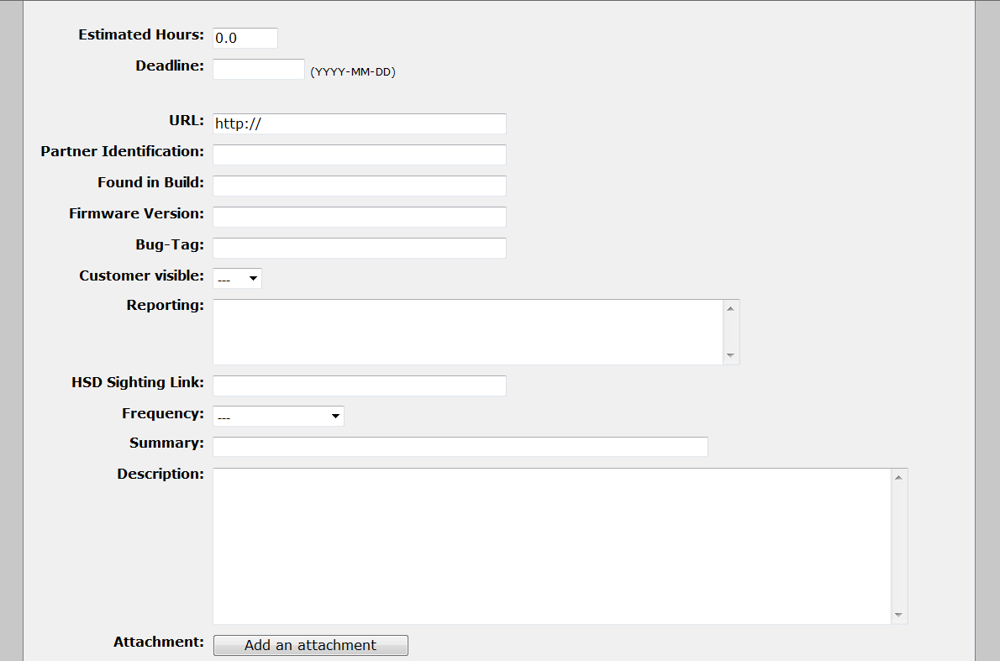 Estimated Hours: 0.0
Deadline: (YYYY-MM-DD)
URL: http://
Partner Identification:
Found in Build:
Firmware Version:
Bug-Tag:
Customer visible: ---
Reporting:
HSD Sighting Link:
Frequency: ---
Summary:
Description:
Attachment: Add an attachment